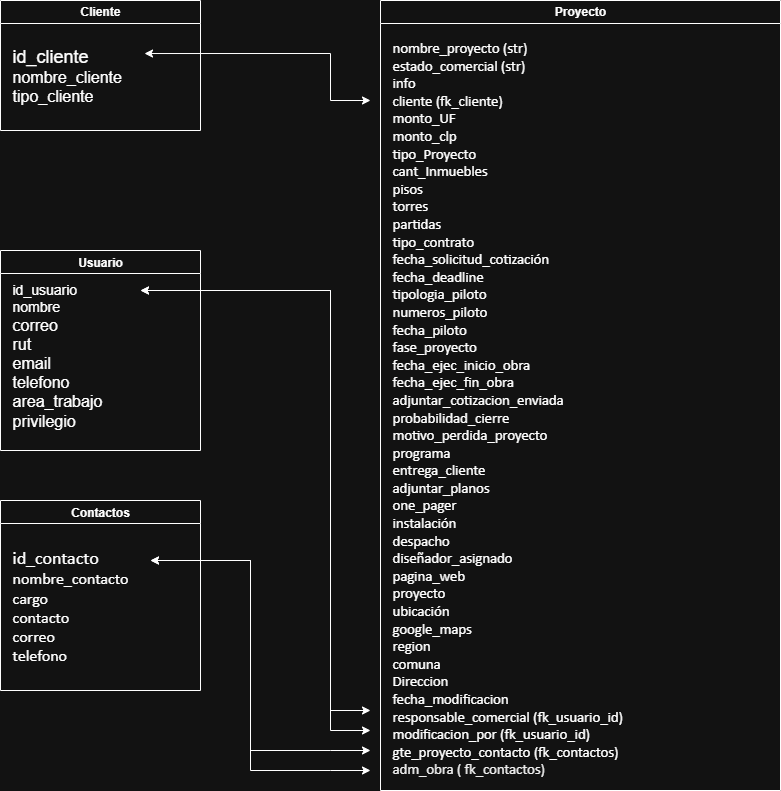 Cliente
id_cliente
nombre_cliente
tipo_cliente
Usuario
id_usuario
nombre
correo
rut
email
telefono
area_trabajo
privilegio
Contactos
id_contacto
nombre_contacto
cargo
contacto
correo
telefono
Proyecto
nombre_proyecto (str)
estado_comercial (str)
info
cliente (fk_cliente)
monto_UF
monto_clp
tipo_Proyecto
cant_Inmuebles
pisos
torres
partidas
tipo_contrato
fecha_solicitud_cotización
fecha_deadline
tipologia_piloto
numeros_piloto
fecha_piloto
fase_proyecto
fecha_ejec_inicio_obra
fecha_ejec_fin_obra
adjuntar_cotizacion_enviada
probabilidad_cierre
motivo_perdida_proyecto
programa
entrega_cliente
adjuntar_planos
one_pager
instalación
despacho
diseñador_asignado
pagina_web
proyecto
ubicación
google_maps
region
comuna
Direccion
fecha_modificacion
responsable_comercial (fk_usuario_id)
modificacion_por (fk_usuario_id)
gte_proyecto_contacto (fk_contactos)
adm_obra ( fk_contactos)